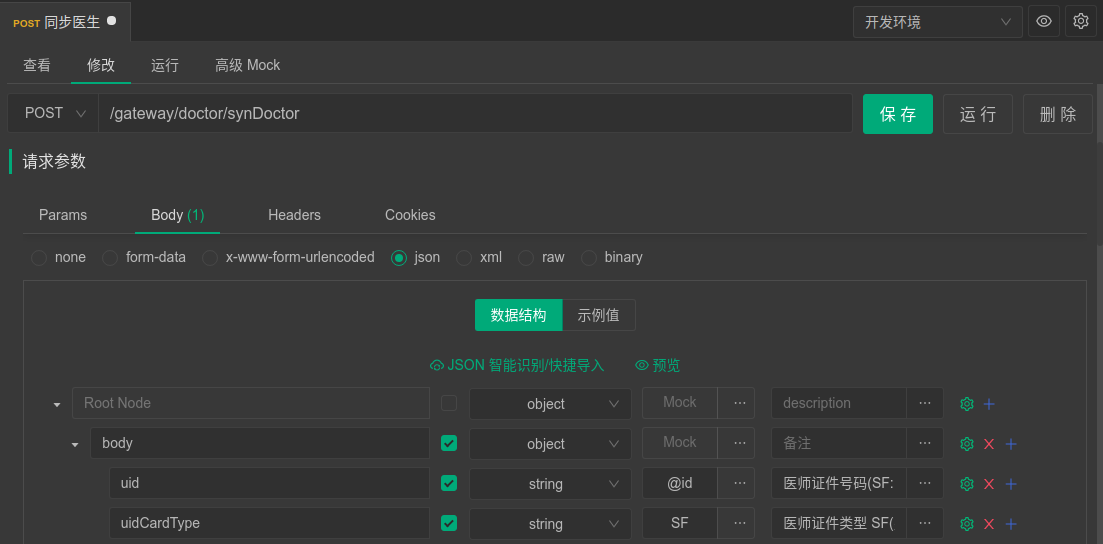 POST 同步医生
开发环境
查看 修改 运行 高级 Mock
POST /gateway/doctor/synDoctor 保 存 运 行 删 除
请求参数
Params Body (1) Headers Cookies
none form-data x-www-form-urlencoded json xml raw binary
数据结构 示例值
JSON 智能识别/快捷导入 预览
Root Node object Mock ··· description ···
body object Mock ··· 备注 ···
uid string @id ··· 医师证件号码(SF: ···
uidCardType string SF ··· 医师证件类型 SF( ···